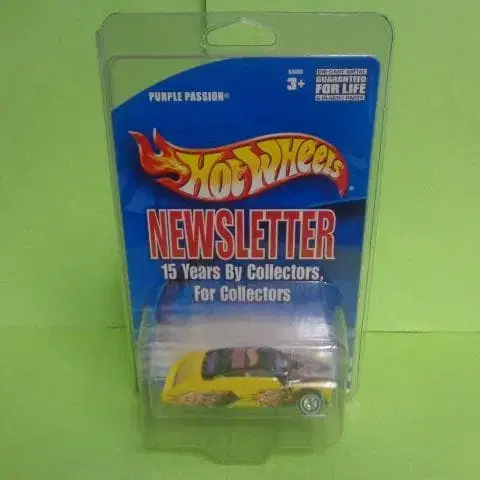 PURPLE PASSION®
3+
GUARANTEED
FOR LIFE
HOT WHEELS
NEWSLETTER
15 Years By Collectors,
For Collectors